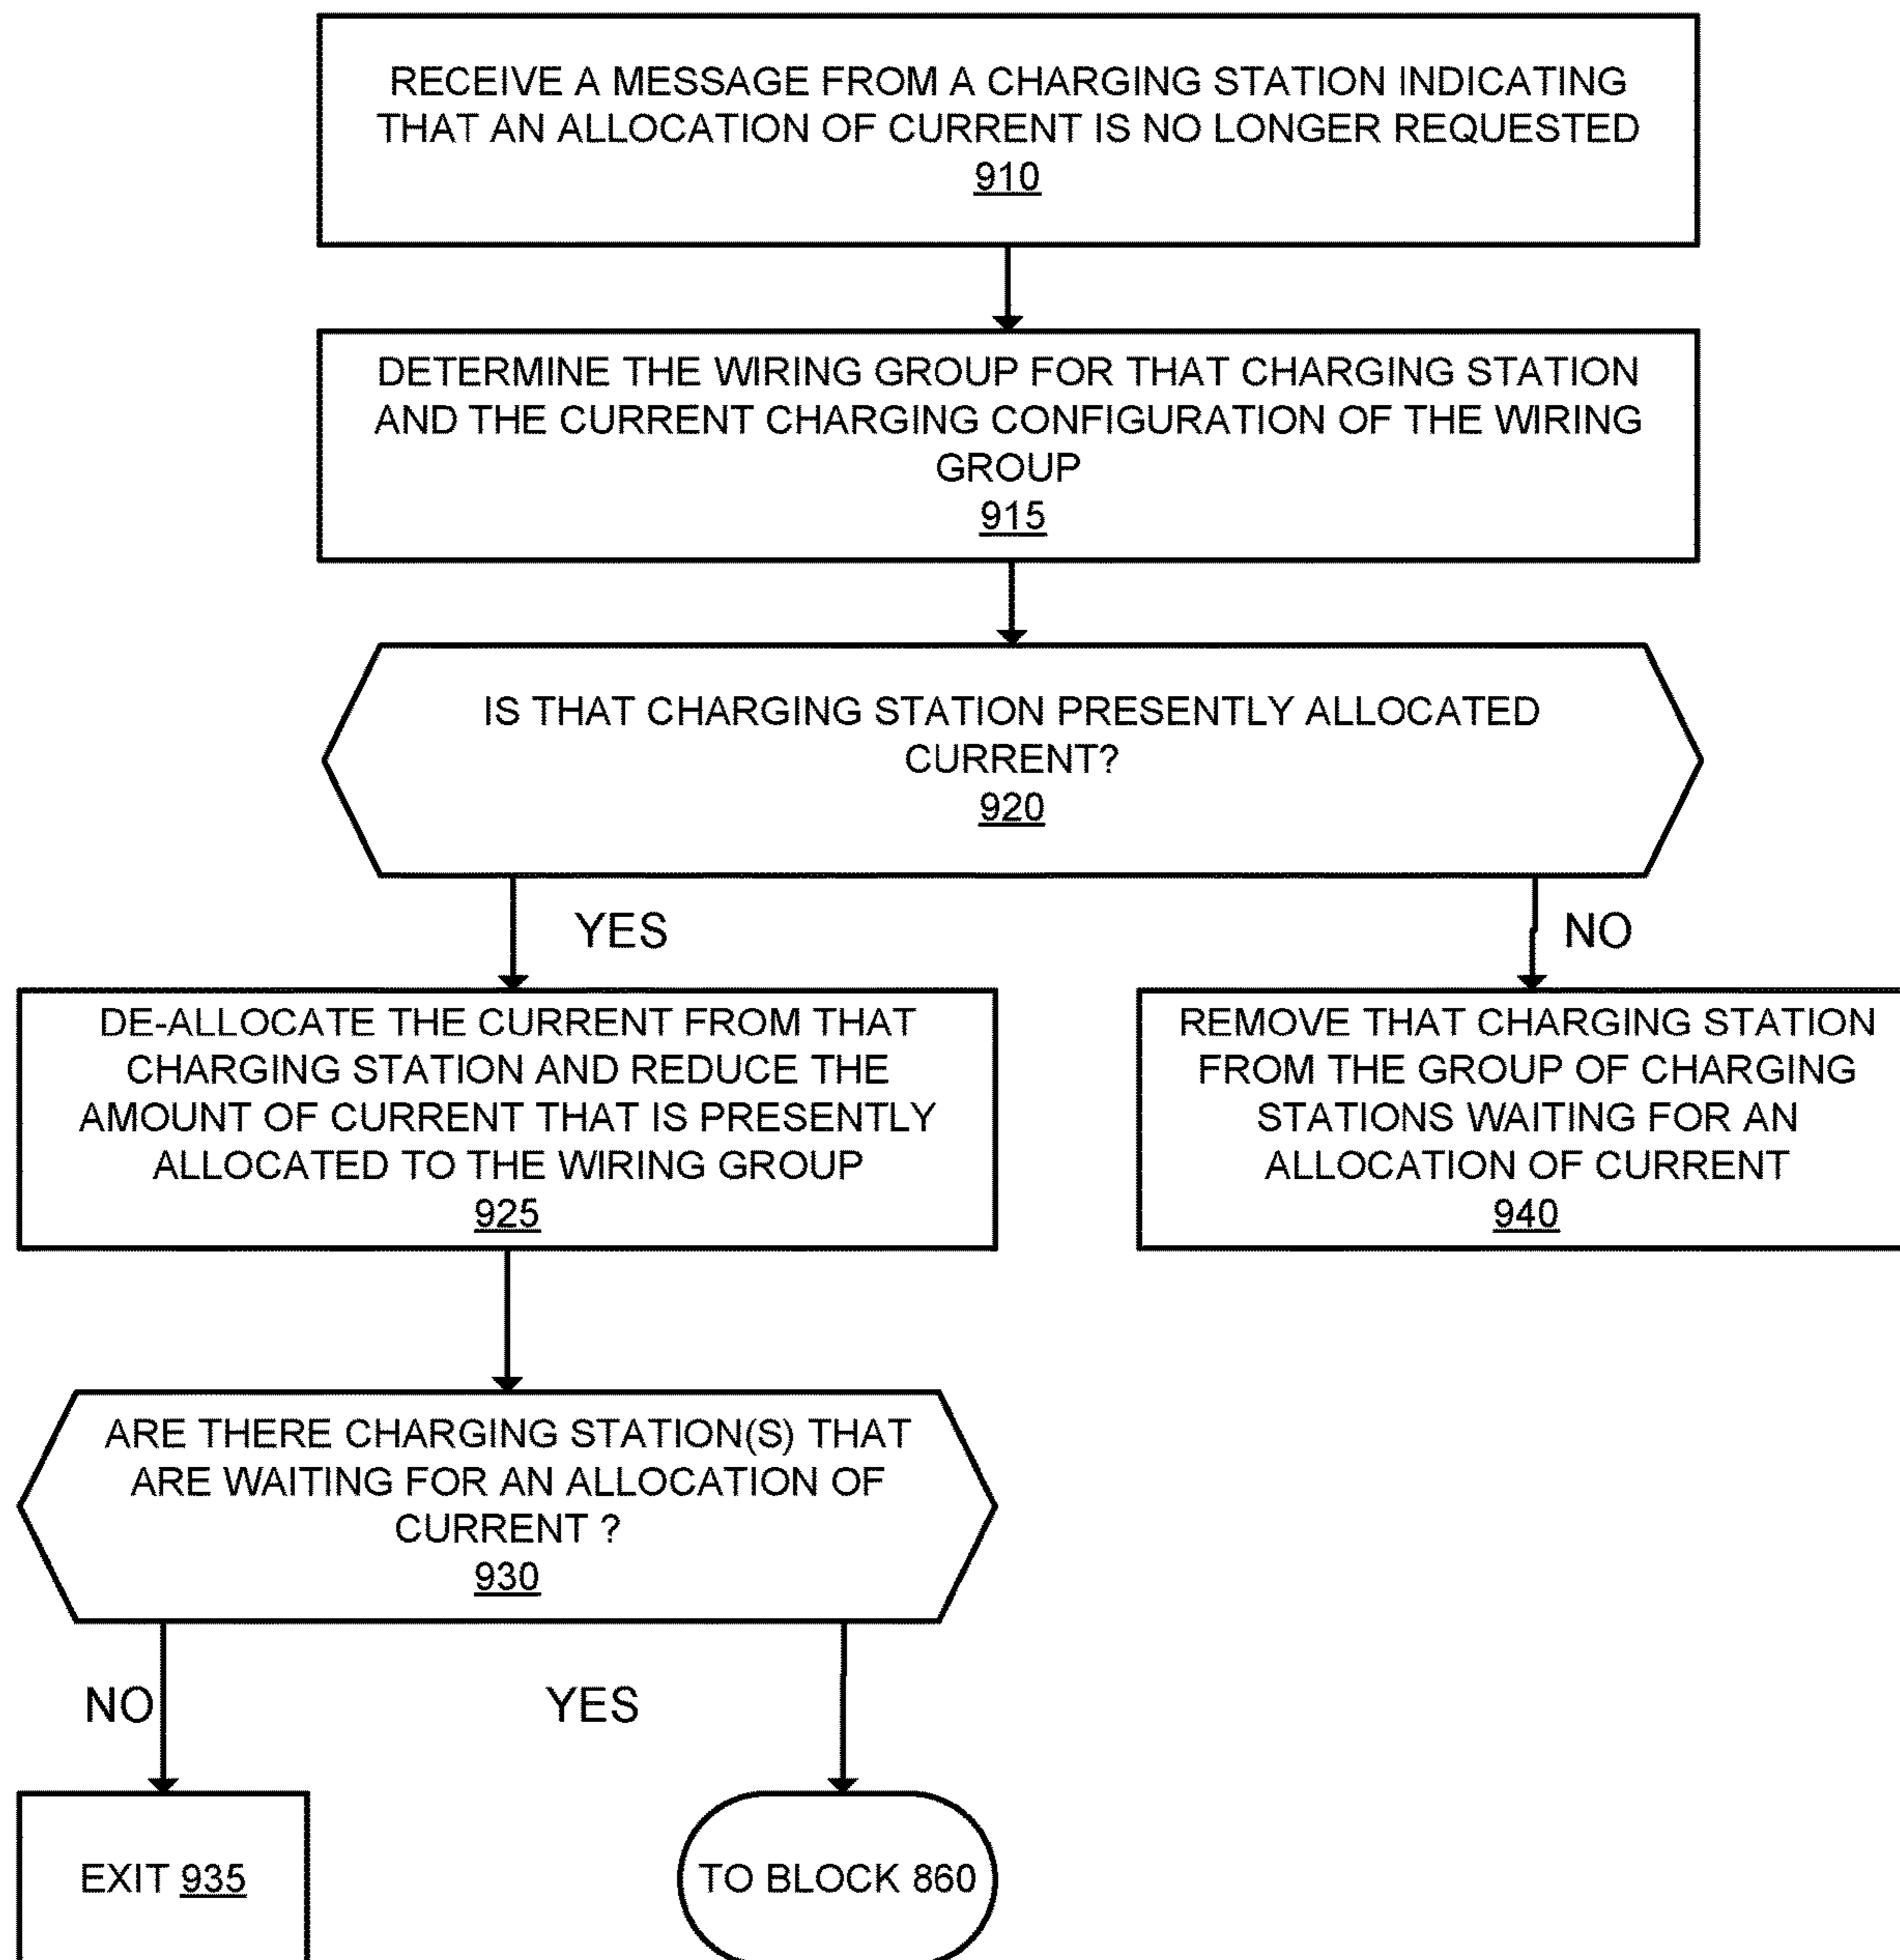 RECEIVE A MESSAGE FROM A CHARGING STATION INDICATING
THAT AN ALLOCATION OF CURRENT IS NO LONGER REQUESTED
910
DETERMINE THE WIRING GROUP FOR THAT CHARGING STATION
AND THE CURRENT CHARGING CONFIGURATION OF THE WIRING
GROUP
915
IS THAT CHARGING STATION PRESENTLY ALLOCATED
CURRENT?
920
YES
NO
DE-ALLOCATE THE CURRENT FROM THAT
CHARGING STATION AND REDUCE THE
AMOUNT OF CURRENT THAT IS PRESENTLY
ALLOCATED TO THE WIRING GROUP
925
REMOVE THAT CHARGING STATION
FROM THE GROUP OF CHARGING
STATIONS WAITING FOR AN
ALLOCATION OF CURRENT
940
ARE THERE CHARGING STATION(S) THAT
ARE WAITING FOR AN ALLOCATION OF
CURRENT ?
930
NO
YES
EXIT 935
TO BLOCK 860